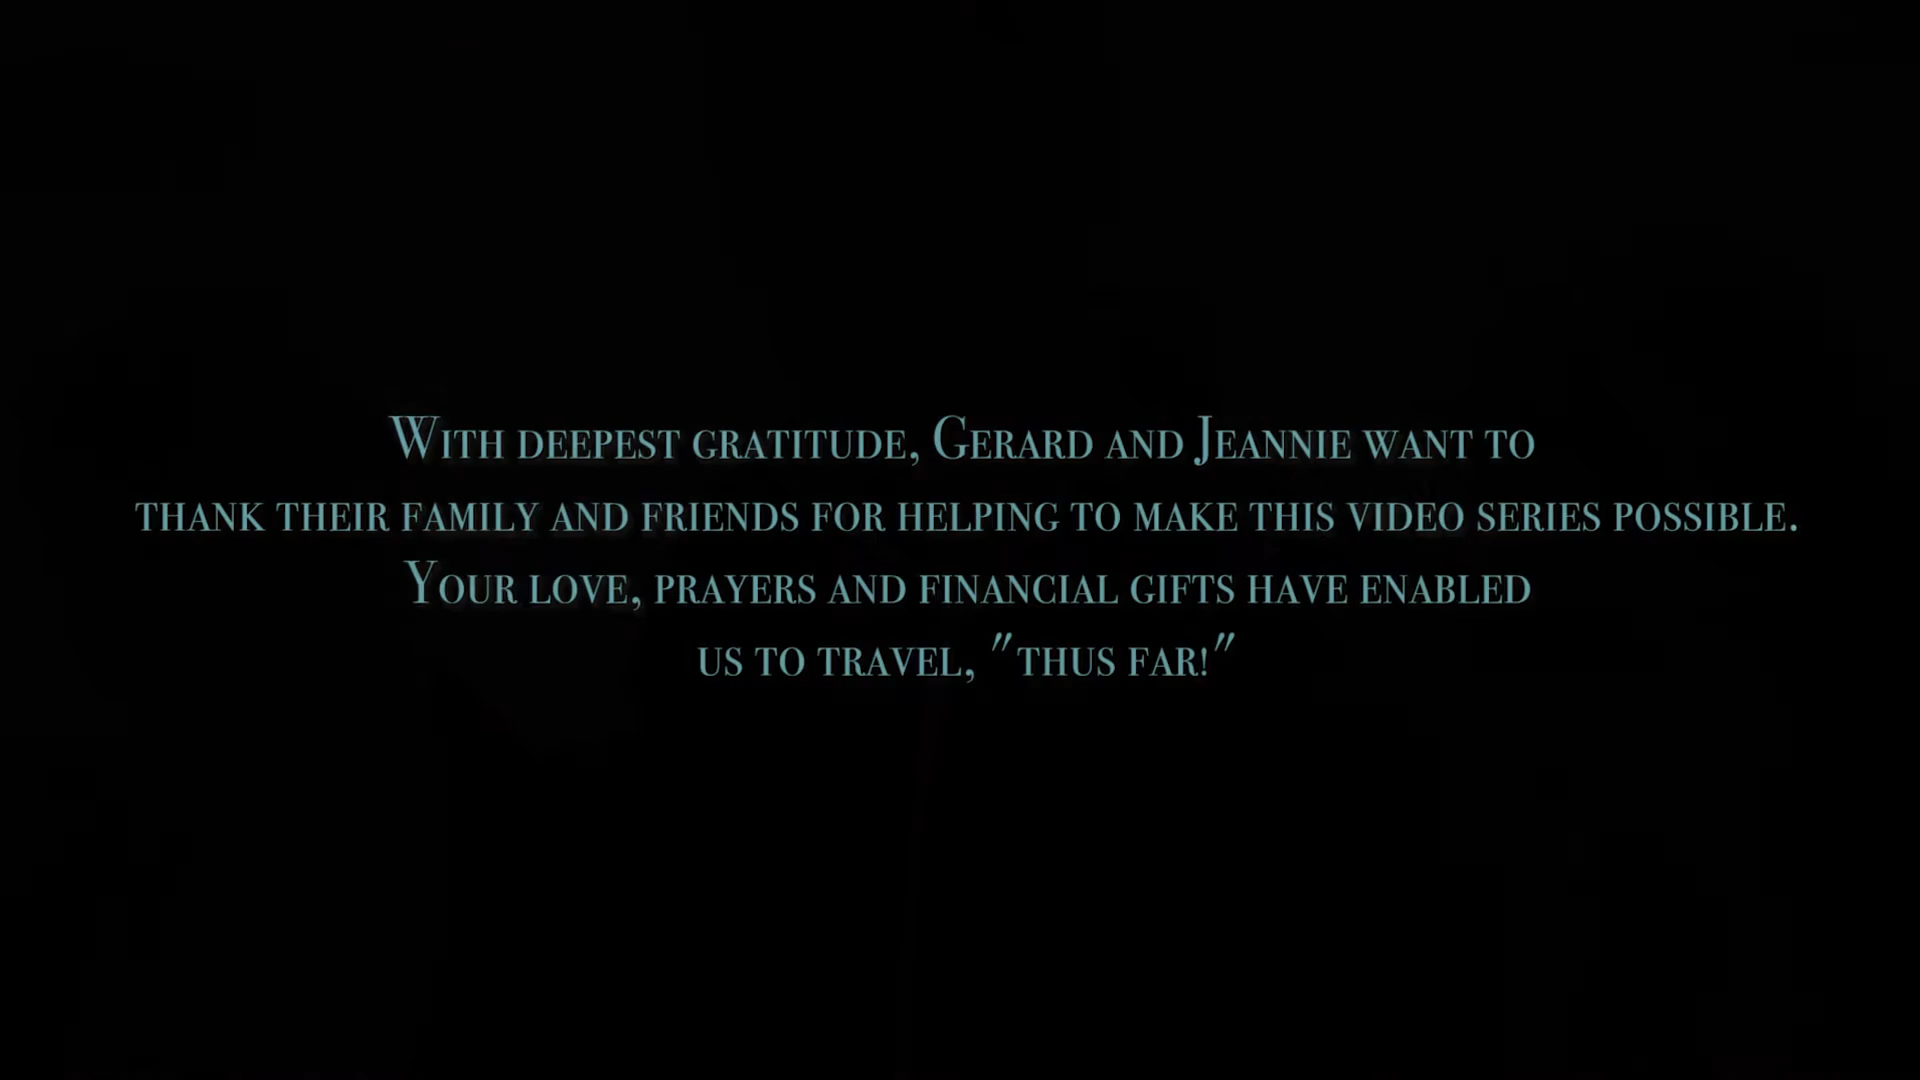 With deepest gratitude, Gerard and Jeannie want to
thank their family and friends for helping to make this video series possible.
Your love, prayers and financial gifts have enabled
us to travel, "thus far!"